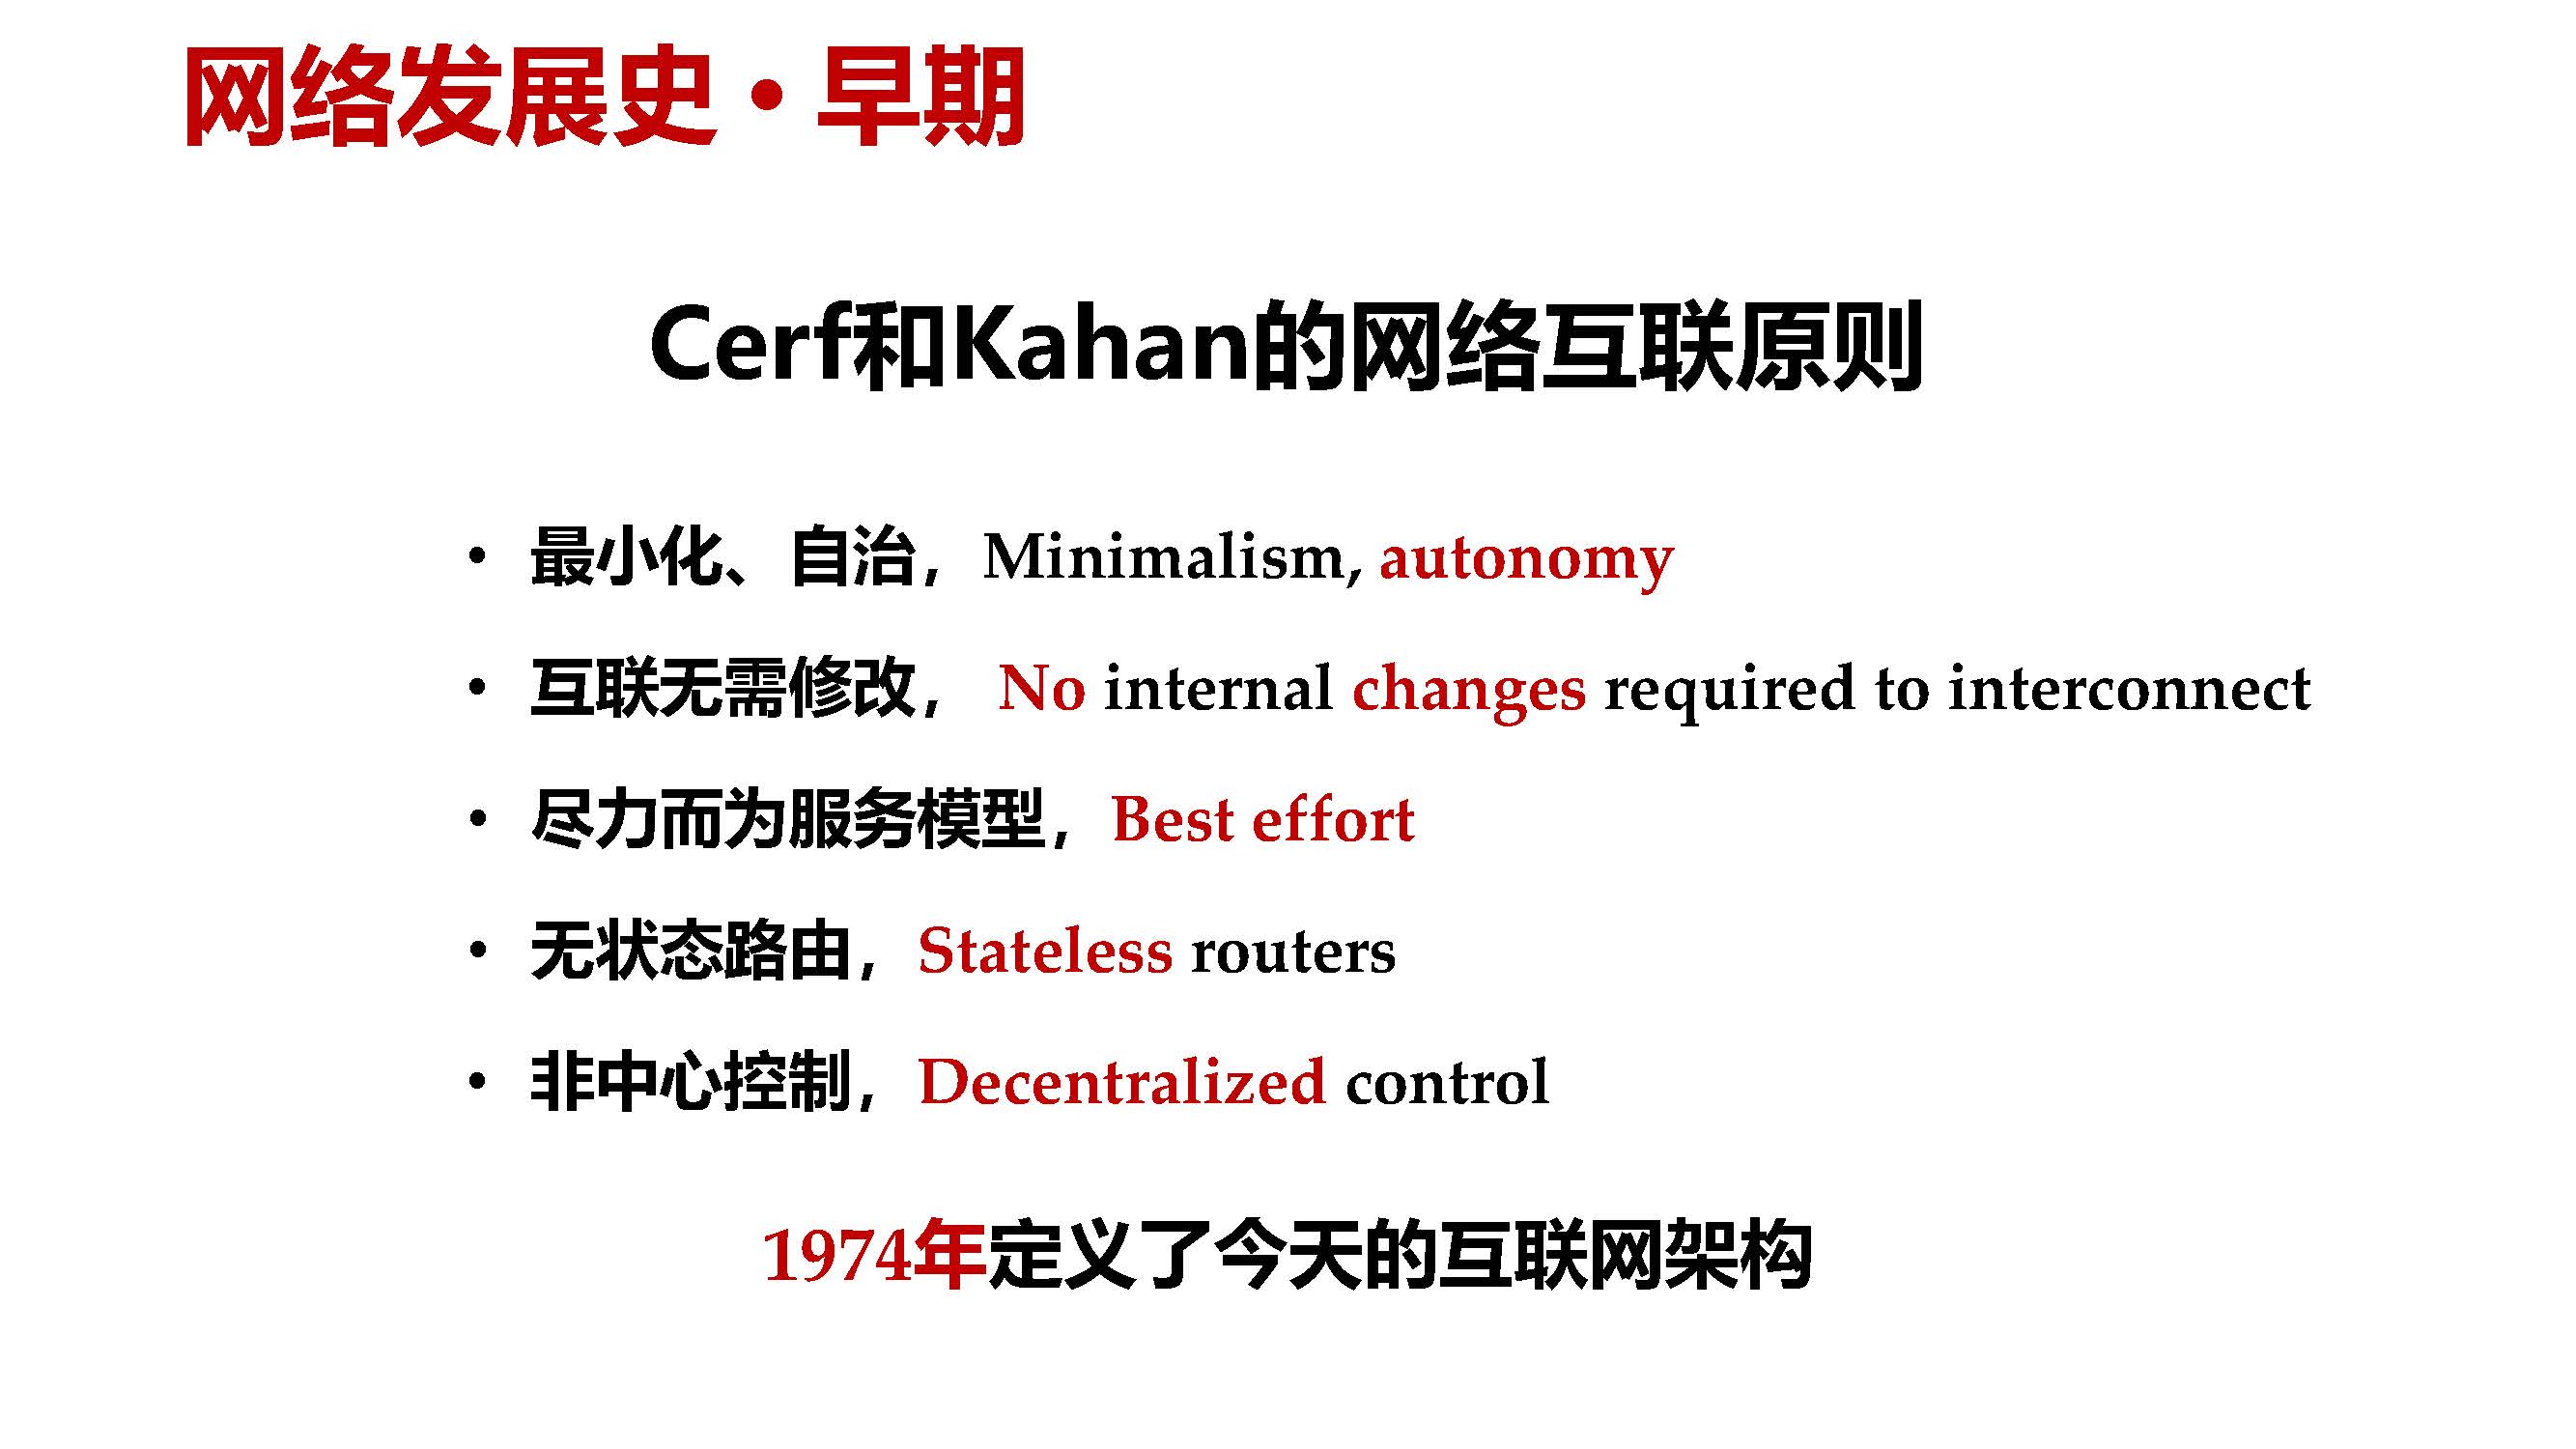 网络发展史·早期
Cerf和Kahan的网络互联原则
• 最小化、自治，Minimalism, autonomy
• 互联无需修改， No internal changes required to interconnect
• 尽力而为服务模型，Best effort
• 无状态路由，Stateless routers
• 非中心控制，Decentralized control
1974年定义了今天的互联网架构